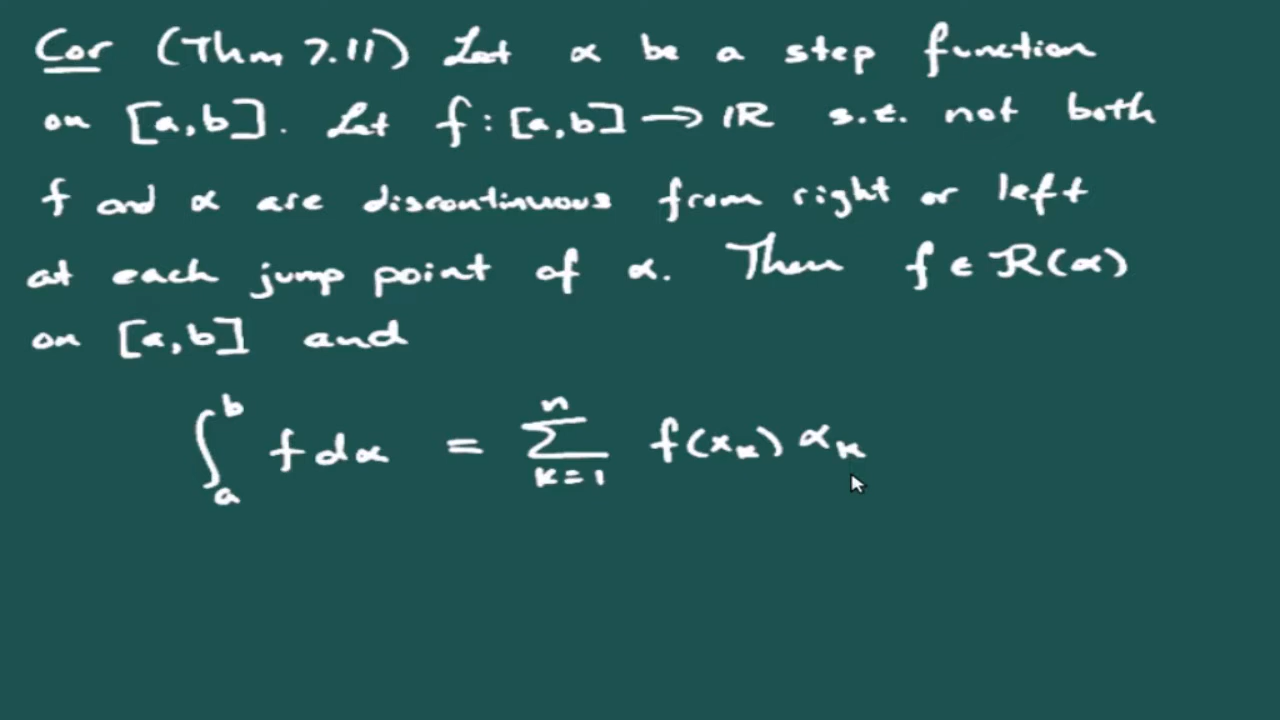 Cor (Thm 7.11) Let α be a step function
on [a,b]. Let f : [a,b] → ℝ s.t. not both
f and α are discontinuous from right or left
at each jump point of α. Then f ∈ ℛ(α)
on [a,b] and
∫_a^b f dα = ∑_{k=1}^n f(x_k) α_k